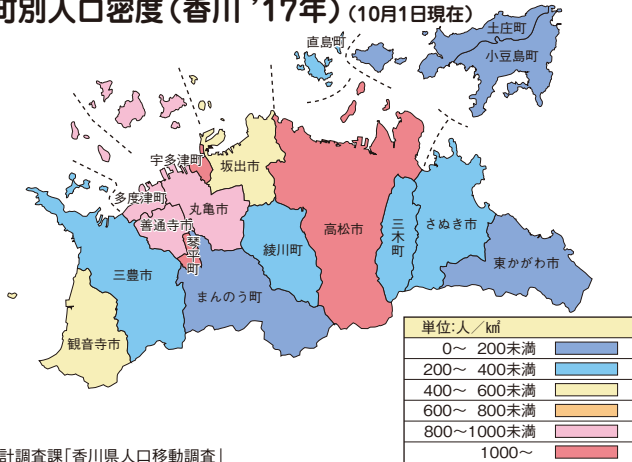 町別人口密度(香川 ’17年)(10月1日現在)
土庄町
直島町
小豆島町
宇多津町
坂出市
多度津町
丸亀市
善通寺市
高松市
三木町
さぬき市
琴平町
綾川町
東かがわ市
三豊市
まんのう町
観音寺市
単位:人/km²
0〜 200未満
200〜 400未満
400〜 600未満
600〜 800未満
800〜1000未満
1000〜
計調査課「香川県人口移動調査」